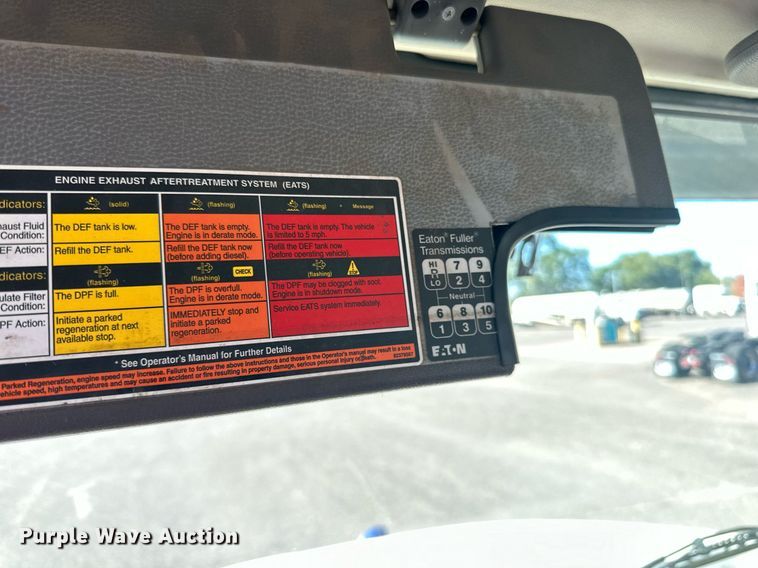 ENGINE EXHAUST AFTERTREATMENT SYSTEM (EATS)
dicators: (solid) (flashing) (flashing) + Message
haust Fluid Condition: The DEF tank is low. The DEF tank is empty. Engine is in derate mode. The DEF tank is empty. The vehicle is limited to 5 mph.
EF Action: Refill the DEF tank. Refill the DEF tank now (before adding diesel). Refill the DEF tank now (before operating vehicle).
dicators: (flashing) (flashing) CHECK (flashing)
ulate Filter Condition: The DPF is full. The DPF is overfull. Engine is in derate mode. The DPF may be clogged with soot. Engine is in shutdown mode.
PF Action: Initiate a parked regeneration at next available stop. IMMEDIATELY stop and initiate a parked regeneration. Service EATS system immediately.
* See Operator's Manual for Further Details
Parked Regeneration, engine speed may increase. Failure to follow the above instructions and those in the Operator's manual may result in a loss
ehicle speed, high temperatures and may cause an accident or fire resulting in property damage, serious personal injury or death.
Eaton® Fuller®
Transmissions
HI R LO 7 9
2 4
Neutral
6 8 10
1 3 5
EATON
Purple Wave Auction